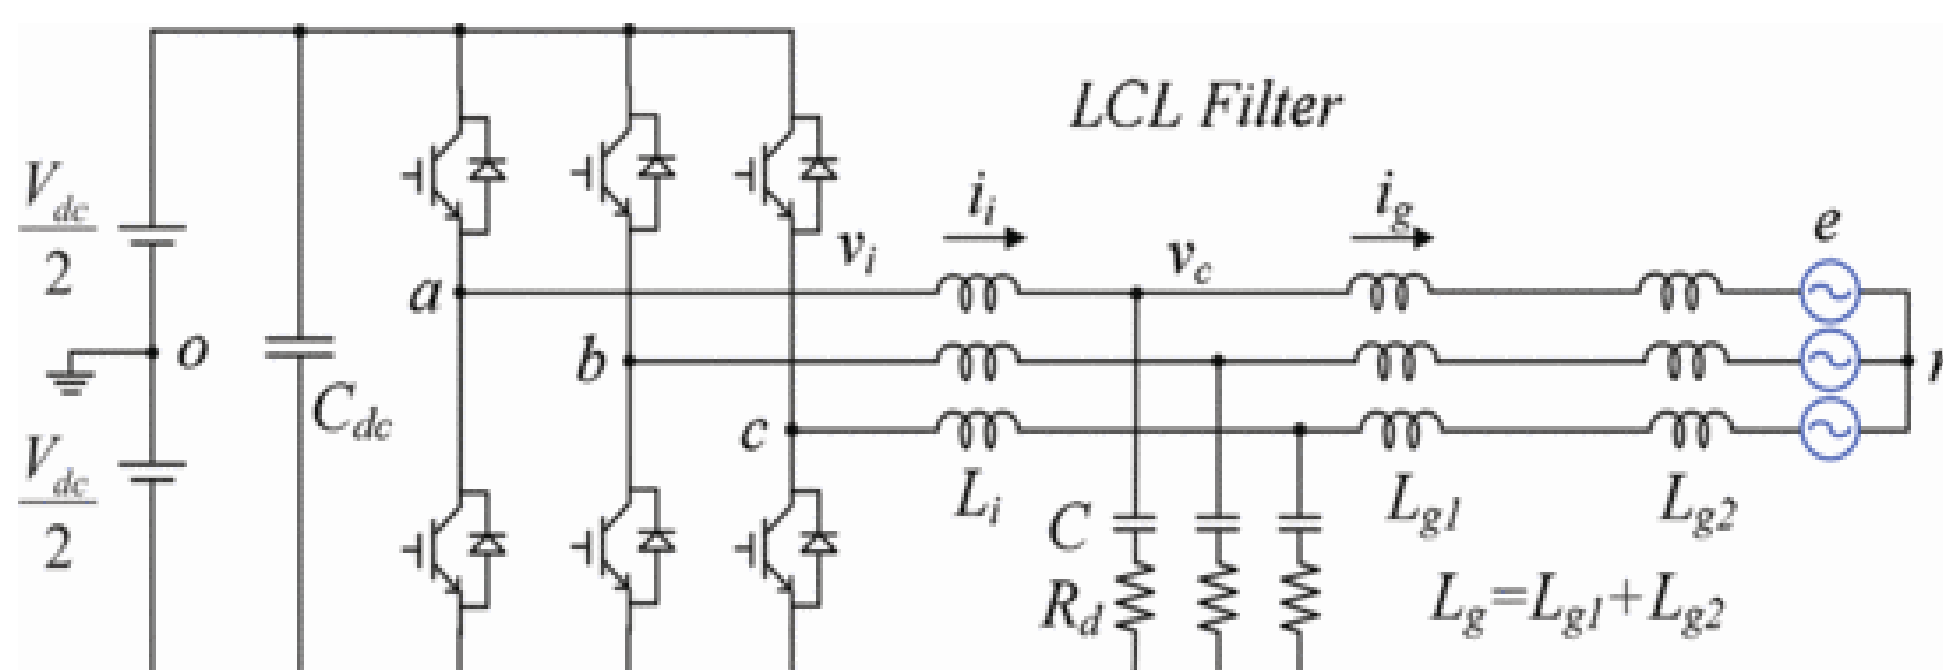 LCL Filter
V_dc
2
i_i
i_g
e
v_i
v_c
a
o
b
C_dc
c
V_dc
2
L_i
C
L_g1
L_g2
R_d
L_g=L_g1+L_g2